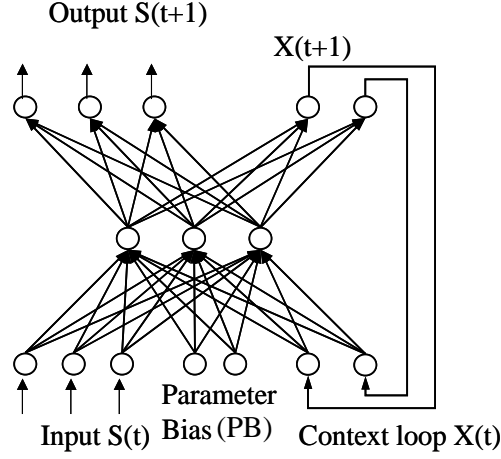 Output S(t+1)
X(t+1)
Parameter
Bias (PB)
Input S(t)
Context loop X(t)